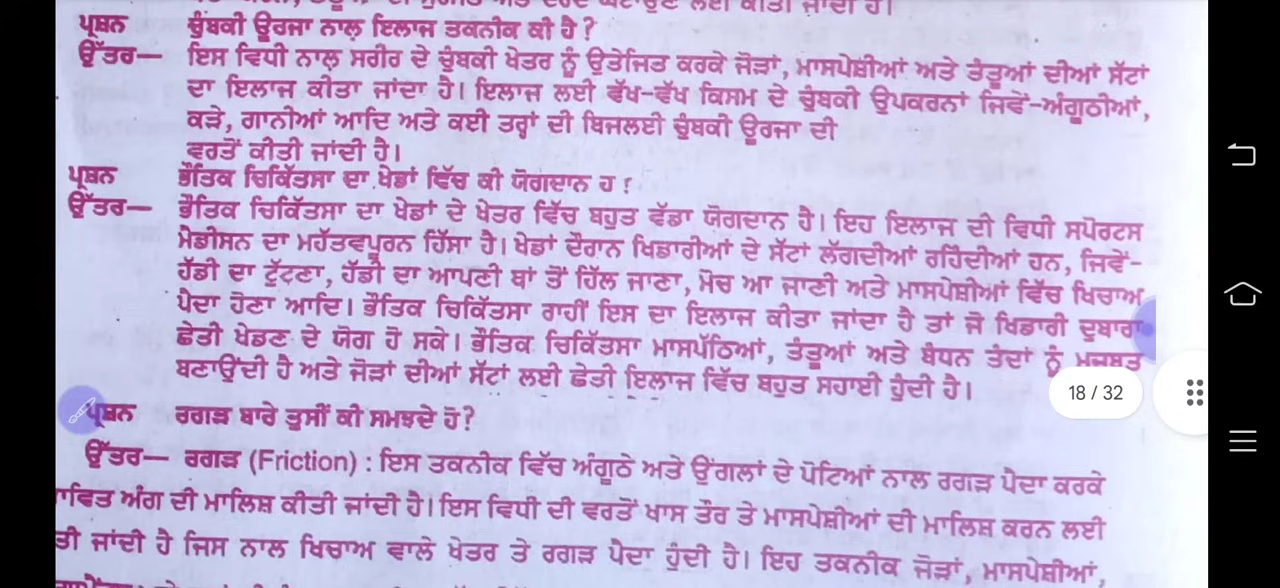 ਲਈ ਕੀਤੀ ਜਾਂਦੀ ਹੈ।
ਪ੍ਰਸ਼ਨ ਚੁੰਬਕੀ ਊਰਜਾ ਨਾਲ਼ ਇਲਾਜ ਤਕਨੀਕ ਕੀ ਹੈ?
ਉੱਤਰ— ਇਸ ਵਿਧੀ ਨਾਲ਼ ਸਰੀਰ ਦੇ ਚੁੰਬਕੀ ਖੇਤਰ ਨੂੰ ਉਤੇਜਿਤ ਕਰਕੇ ਜੋੜਾਂ, ਮਾਸਪੇਸ਼ੀਆਂ ਅਤੇ ਤੰਤੂਆਂ ਦੀਆਂ ਸੱਟਾਂ
ਦਾ ਇਲਾਜ ਕੀਤਾ ਜਾਂਦਾ ਹੈ। ਇਲਾਜ ਲਈ ਵੱਖ-ਵੱਖ ਕਿਸਮ ਦੇ ਚੁੰਬਕੀ ਉਪਕਰਨਾਂ ਜਿਵੇਂ-ਅੰਗੂਠੀਆਂ,
ਕੜੇ, ਗਾਨੀਆਂ ਆਦਿ ਅਤੇ ਕਈ ਤਰ੍ਹਾਂ ਦੀ ਬਿਜਲਈ ਚੁੰਬਕੀ ਊਰਜਾ ਦੀ
ਵਰਤੋਂ ਕੀਤੀ ਜਾਂਦੀ ਹੈ।
ਪ੍ਰਸ਼ਨ ਭੌਤਿਕ ਚਿਕਿੱਤਸਾ ਦਾ ਖੇਡਾਂ ਵਿੱਚ ਕੀ ਯੋਗਦਾਨ ਹ !
ਉੱਤਰ— ਭੌਤਿਕ ਚਿਕਿੱਤਸਾ ਦਾ ਖੇਡਾਂ ਦੇ ਖੇਤਰ ਵਿੱਚ ਬਹੁਤ ਵੱਡਾ ਯੋਗਦਾਨ ਹੈ। ਇਹ ਇਲਾਜ ਦੀ ਵਿਧੀ ਸਪੋਰਟਸ
ਮੈਡੀਸਨ ਦਾ ਮਹੱਤਵਪੂਰਨ ਹਿੱਸਾ ਹੈ। ਖੇਡਾਂ ਦੌਰਾਨ ਖਿਡਾਰੀਆਂ ਦੇ ਸੱਟਾਂ ਲੱਗਦੀਆਂ ਰਹਿੰਦੀਆਂ ਹਨ, ਜਿਵੇਂ-
ਹੱਡੀ ਦਾ ਟੁੱਟਣਾ, ਹੱਡੀ ਦਾ ਆਪਣੀ ਥਾਂ ਤੋਂ ਹਿੱਲ ਜਾਣਾ, ਮੋਚ ਆ ਜਾਣੀ ਅਤੇ ਮਾਸਪੇਸ਼ੀਆਂ ਵਿੱਚ ਖਿਚਾਅ
ਪੈਦਾ ਹੋਣਾ ਆਦਿ। ਭੌਤਿਕ ਚਿਕਿੱਤਸਾ ਰਾਹੀਂ ਇਸ ਦਾ ਇਲਾਜ ਕੀਤਾ ਜਾਂਦਾ ਹੈ ਤਾਂ ਜੋ ਖਿਡਾਰੀ ਦੁਬਾਰਾ
ਛੇਤੀ ਖੇਡਣ ਦੇ ਯੋਗ ਹੋ ਸਕੇ। ਭੌਤਿਕ ਚਿਕਿੱਤਸਾ ਮਾਸਪੱਠਿਆਂ, ਤੰਤੂਆਂ ਅਤੇ ਬੰਧਨ ਤੰਦਾਂ ਨੂੰ ਮਜ਼ਬੂਤ
ਬਣਾਉਂਦੀ ਹੈ ਅਤੇ ਜੋੜਾਂ ਦੀਆਂ ਸੱਟਾਂ ਲਈ ਛੇਤੀ ਇਲਾਜ ਵਿੱਚ ਬਹੁਤ ਸਹਾਈ ਹੁੰਦੀ ਹੈ।
18 / 32
ਪ੍ਰਸ਼ਨ ਰਗੜ ਬਾਰੇ ਤੁਸੀਂ ਕੀ ਸਮਝਦੇ ਹੋ?
ਉੱਤਰ— ਰਗੜ (Friction) : ਇਸ ਤਕਨੀਕ ਵਿੱਚ ਅੰਗੂਠੇ ਅਤੇ ਉਂਗਲਾਂ ਦੇ ਪੋਟਿਆਂ ਨਾਲ ਰਗੜ ਪੈਦਾ ਕਰਕੇ
ਾਵਿਤ ਅੰਗ ਦੀ ਮਾਲਿਸ਼ ਕੀਤੀ ਜਾਂਦੀ ਹੈ। ਇਸ ਵਿਧੀ ਦੀ ਵਰਤੋਂ ਖਾਸ ਤੌਰ ਤੇ ਮਾਸਪੇਸ਼ੀਆਂ ਦੀ ਮਾਲਿਸ਼ ਕਰਨ ਲਈ
ਤੀ ਜਾਂਦੀ ਹੈ ਜਿਸ ਨਾਲ ਖਿਚਾਅ ਵਾਲੇ ਖੇਤਰ ਤੇ ਰਗੜ ਪੈਦਾ ਹੁੰਦੀ ਹੈ। ਇਹ ਤਕਨੀਕ ਜੋੜਾਂ, ਮਾਸਪੇਸ਼ੀਆਂ,